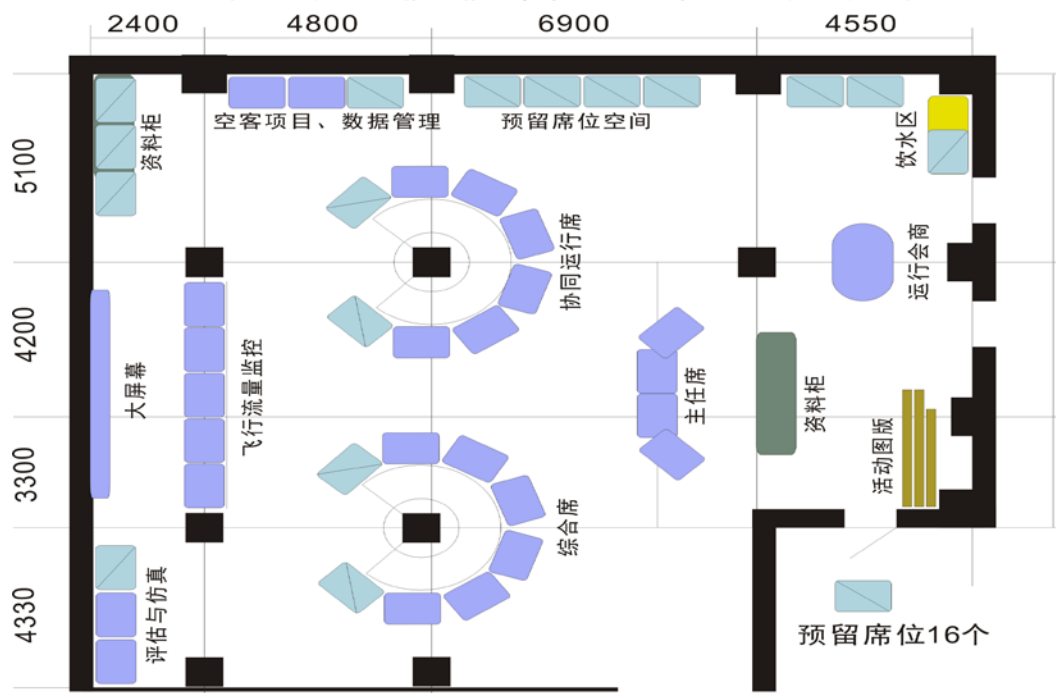 2400
4800
6900
4550
空客项目、数据管理
预留席位空间
资料柜
饮水区
5100
协同运行席
运行会商
4200
大屏幕
飞行流量监控
主任席
资料柜
3300
活动图版
综合席
4330
评估与仿真
预留席位16个